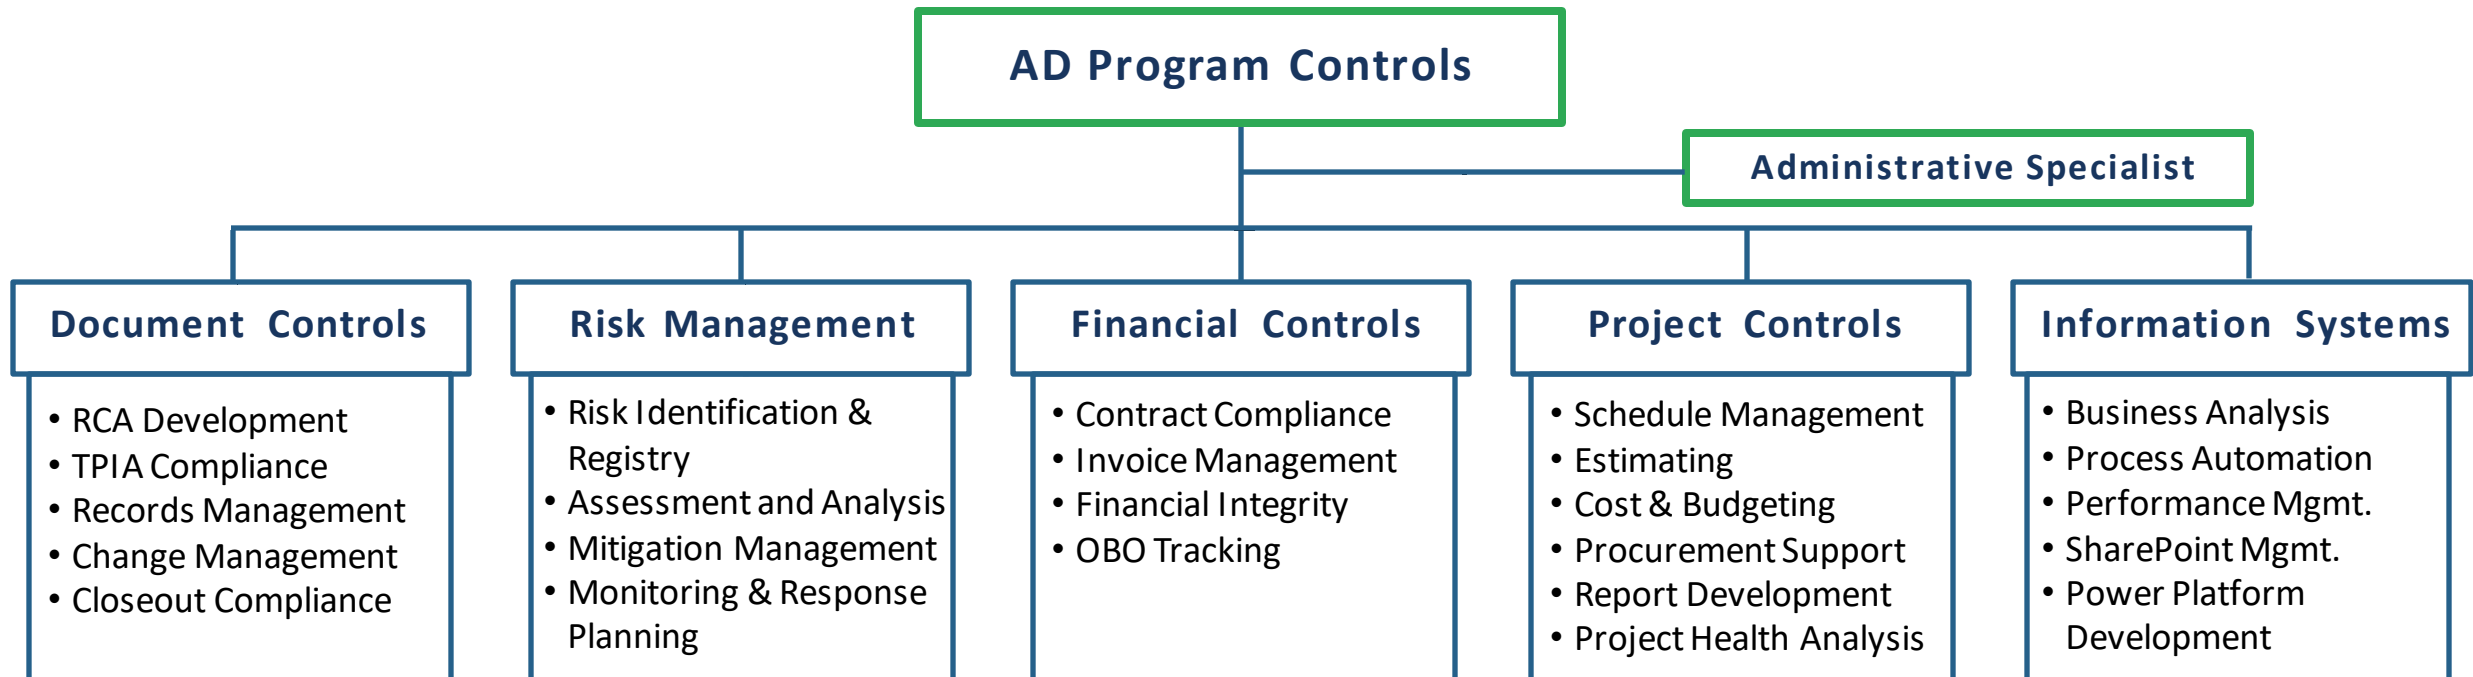 AD Program Controls
Administrative Specialist
Document Controls
• RCA Development
• TPIA Compliance
• Records Management
• Change Management
• Closeout Compliance
Risk Management
• Risk Identification &
Registry
• Assessment and Analysis
• Mitigation Management
• Monitoring & Response
Planning
Financial Controls
• Contract Compliance
• Invoice Management
• Financial Integrity
• OBO Tracking
Project Controls
• Schedule Management
• Estimating
• Cost & Budgeting
• Procurement Support
• Report Development
• Project Health Analysis
Information Systems
• Business Analysis
• Process Automation
• Performance Mgmt.
• SharePoint Mgmt.
• Power Platform
Development